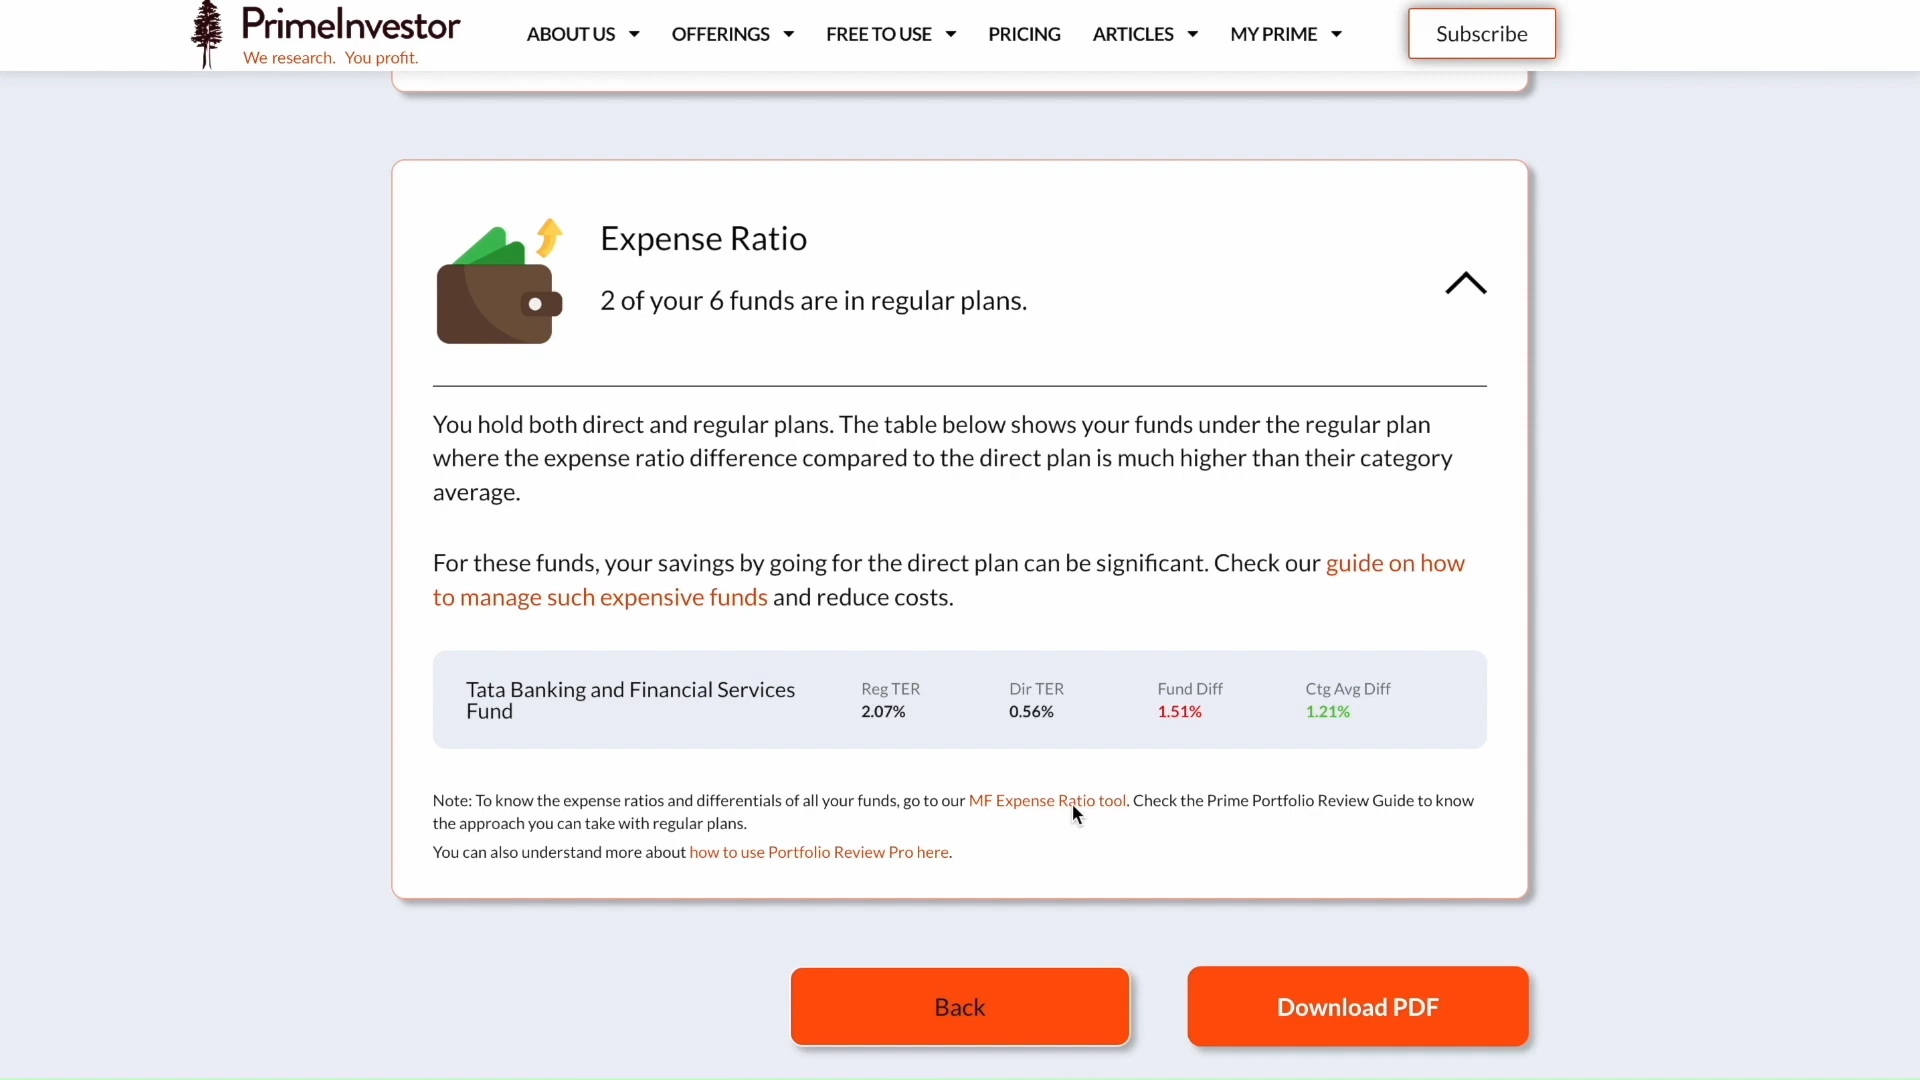 PrimeInvestor
We research. You profit.
ABOUT US
OFFERINGS
FREE TO USE
PRICING
ARTICLES
MY PRIME
Subscribe
Expense Ratio
2 of your 6 funds are in regular plans.
You hold both direct and regular plans. The table below shows your funds under the regular plan
where the expense ratio difference compared to the direct plan is much higher than their category
average.
For these funds, your savings by going for the direct plan can be significant. Check our guide on how
to manage such expensive funds and reduce costs.
Tata Banking and Financial Services
Fund
Reg TER
2.07%
Dir TER
0.56%
Fund Diff
1.51%
Ctg Avg Diff
1.21%
Note: To know the expense ratios and differentials of all your funds, go to our MF Expense Ratio tool. Check the Prime Portfolio Review Guide to know
the approach you can take with regular plans.
You can also understand more about how to use Portfolio Review Pro here.
Back
Download PDF